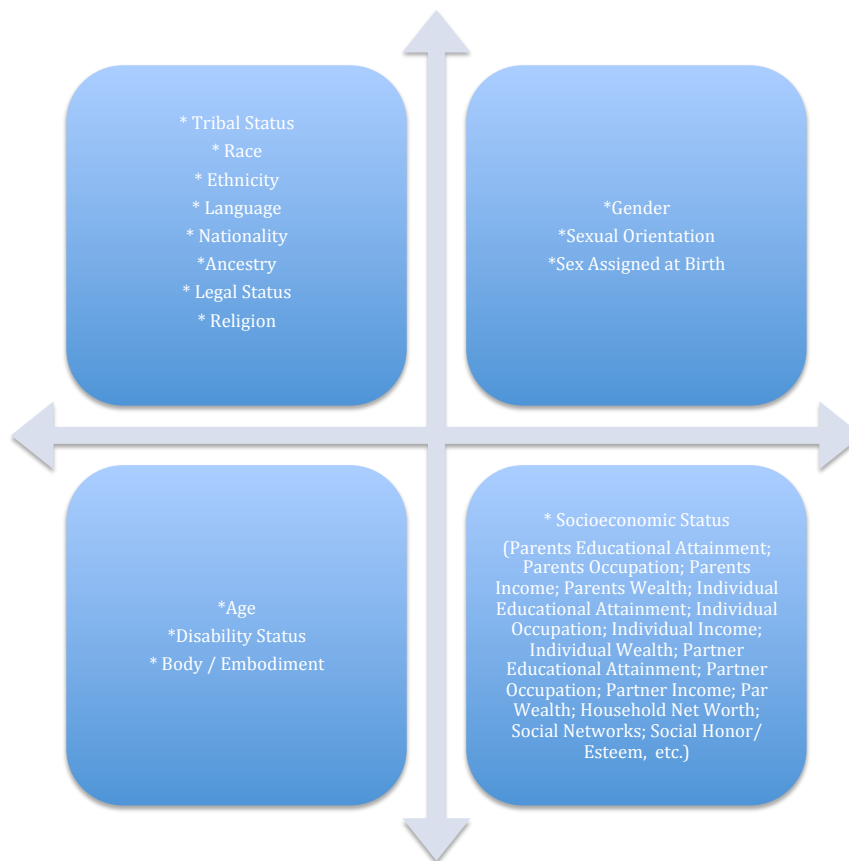 * Tribal Status
* Race
* Ethnicity
* Language
* Nationality
*Ancestry
* Legal Status
* Religion
*Gender
*Sexual Orientation
*Sex Assigned at Birth
*Age
*Disability Status
* Body / Embodiment
* Socioeconomic Status
(Parents Educational Attainment;
Parents Occupation; Parents
Income; Parents Wealth; Individual
Educational Attainment; Individual
Occupation; Individual Income;
Individual Wealth; Partner
Educational Attainment; Partner
Occupation; Partner Income; Par
Wealth; Household Net Worth;
Social Networks; Social Honor/
Esteem,  etc.)